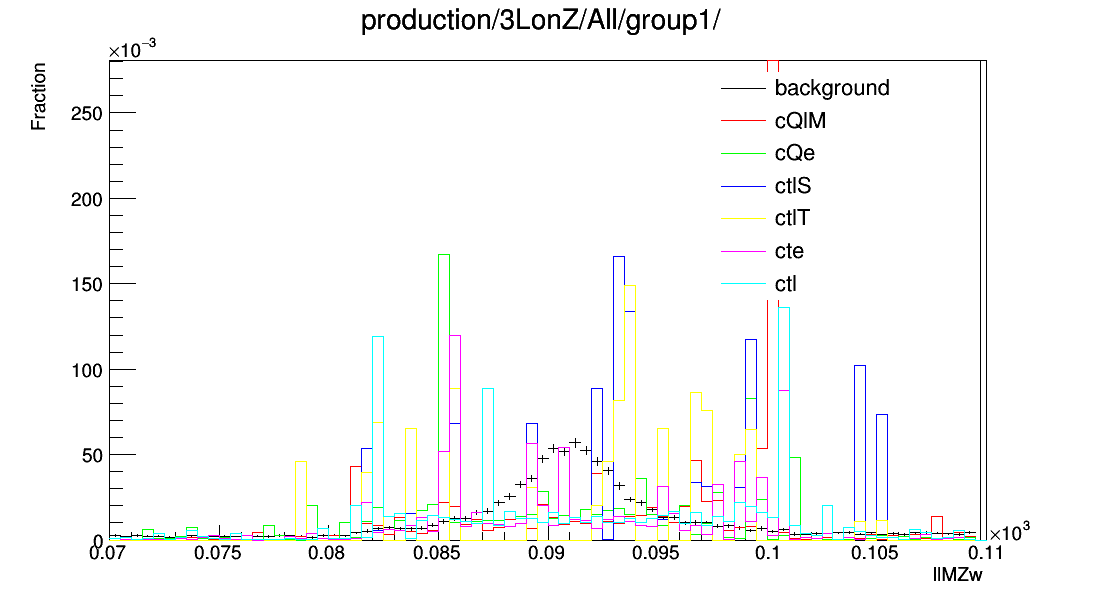 production/3LonZ/All/group1/
×10⁻³
Fraction
background
cQlM
cQe
ctlS
ctlT
cte
ctl
250
200
150
100
50
0
0.07 0.075 0.08 0.085 0.09 0.095 0.1 0.105 0.11
×10³
llMZw